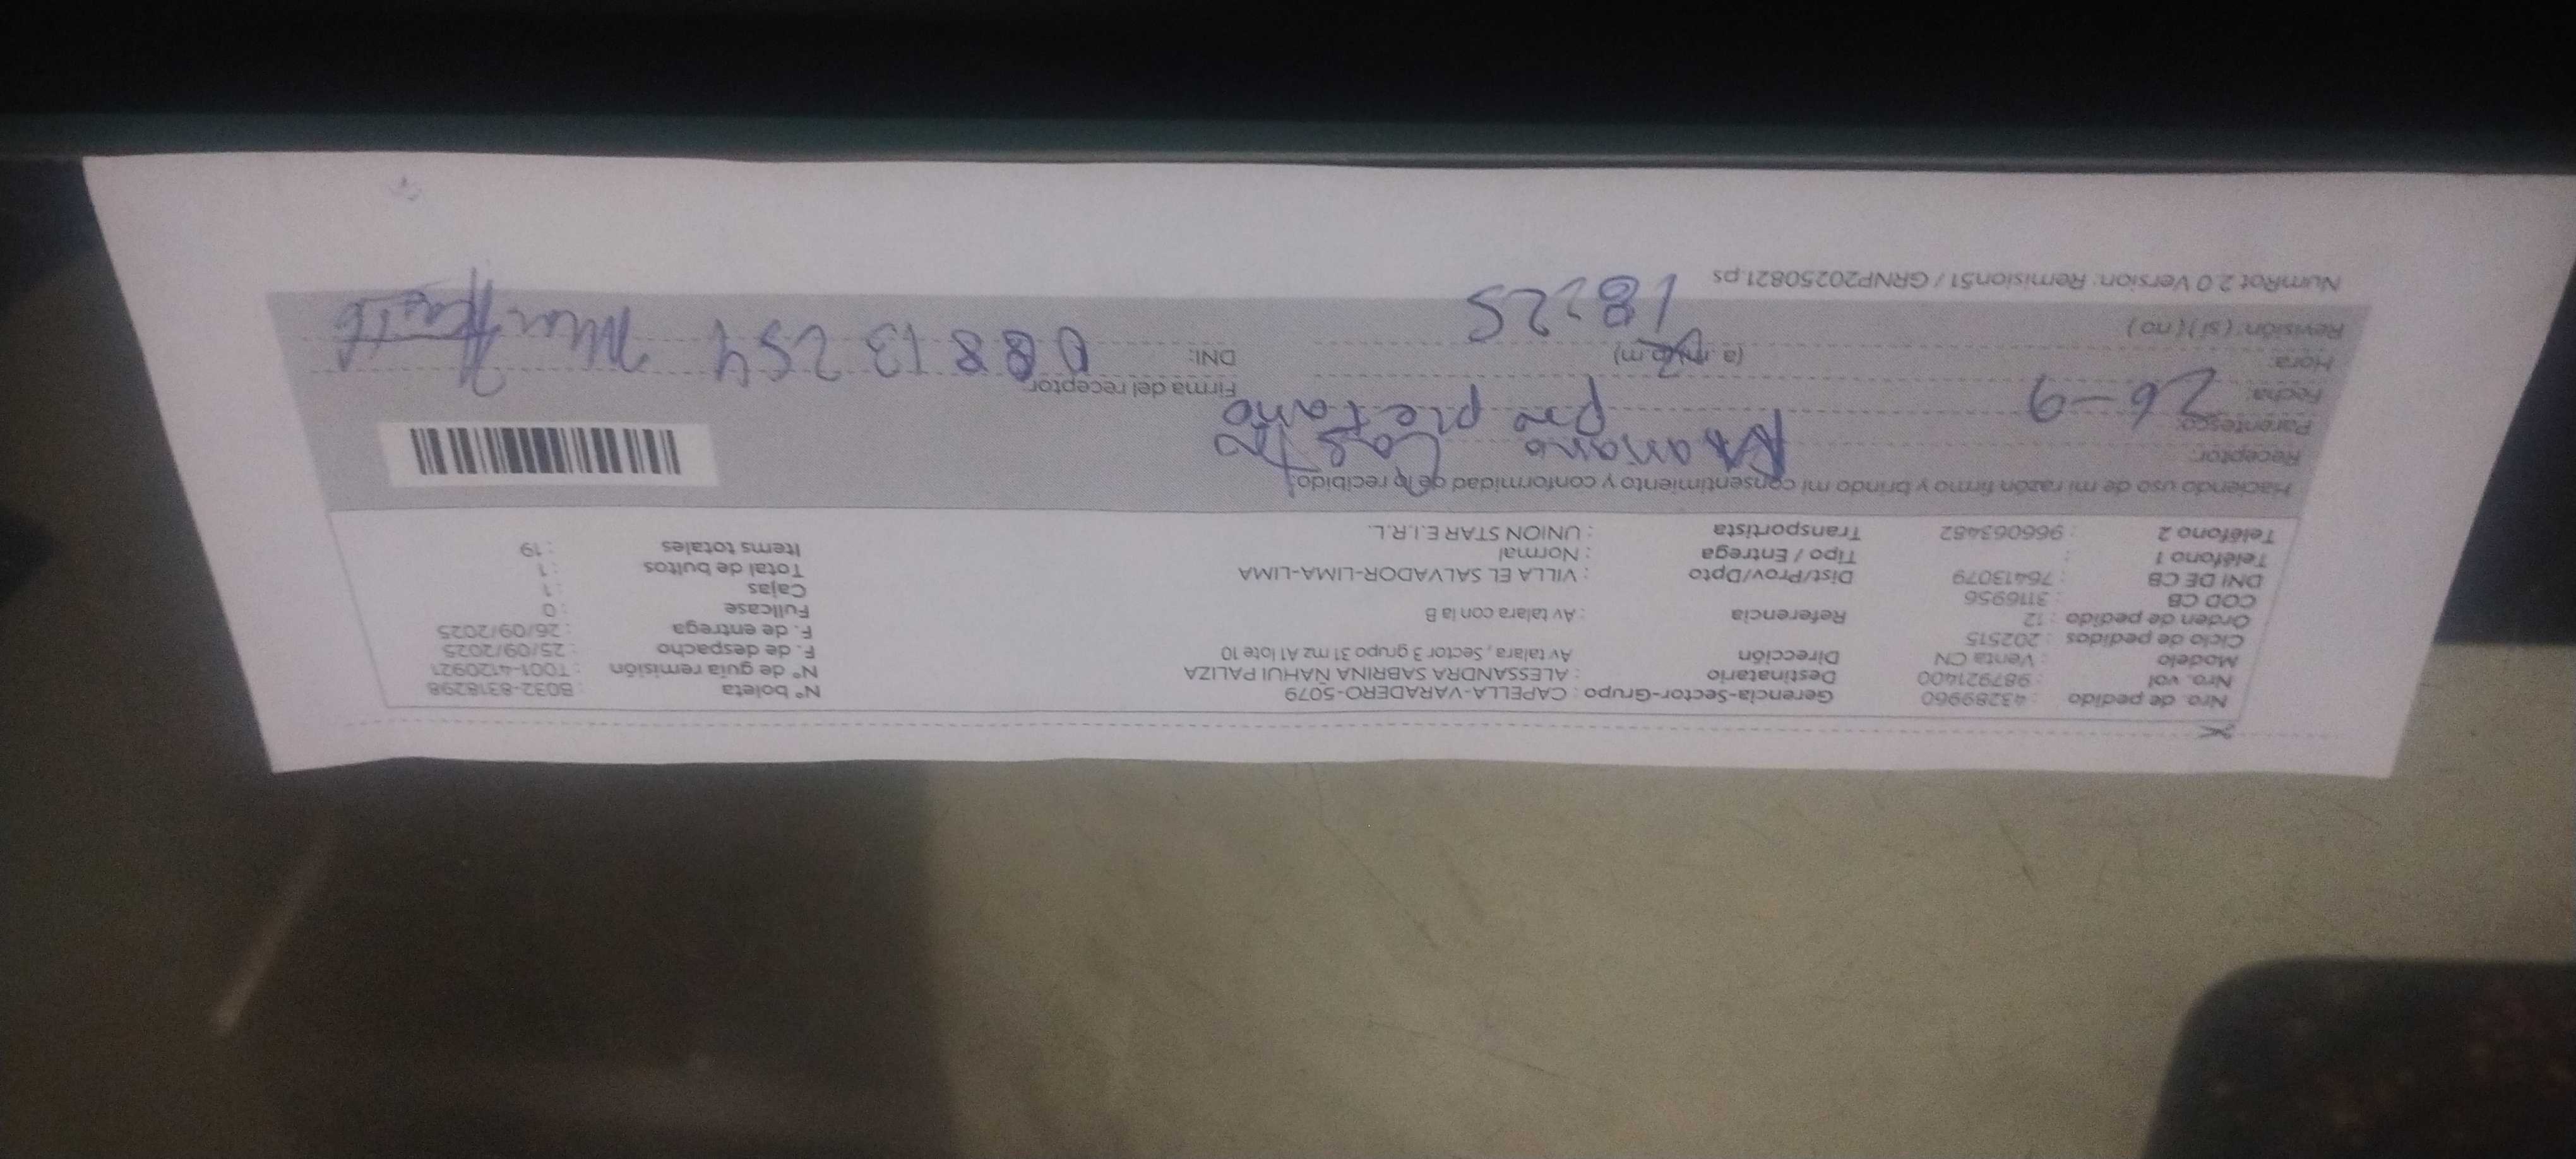 Nro. de pedido : 43289960 Gerencia-Sector-Grupo : CAPELLA-VARADERO-5079 N° boleta : B032-8318298
Nro. vol : 987921400 Destinatario : ALESSANDRA SABRINA ÑAHUI PALIZA N° de guía remisión : T001-4120921
Modelo : Venta CN Dirección Av talara , Sector 3 grupo 31 mz A1 lote 10 F. de despacho : 25/09/2025
Ciclo de pedidos : 202515 F. de entrega : 26/09/2025
Orden de pedido : 12 Referencia : Av talara con la B Fullcase : 0
COD CB : 3116956 Cajas : 1
DNI DE CB : 76413079 Dist/Prov/Dpto : VILLA EL SALVADOR-LIMA-LIMA Total de bultos : 1
Teléfono 1 : Tipo / Entrega : Normal Items totales : 19
Teléfono 2 : 966063482 Transportista : UNION STAR E.I.R.L.
Haciendo uso de mi razón firmo y brindo mi consentimiento y conformidad de lo recibido:
Receptor: Mariano Castro
Parentesco: propietario
Fecha: 26-9 Firma del receptor
Hora: (a.m/p.m) 18:25 DNI: 08813254
Revisión: ( si ) ( no )
NumRot 2.0 Version: Remision51 / GRNP20250821.ps